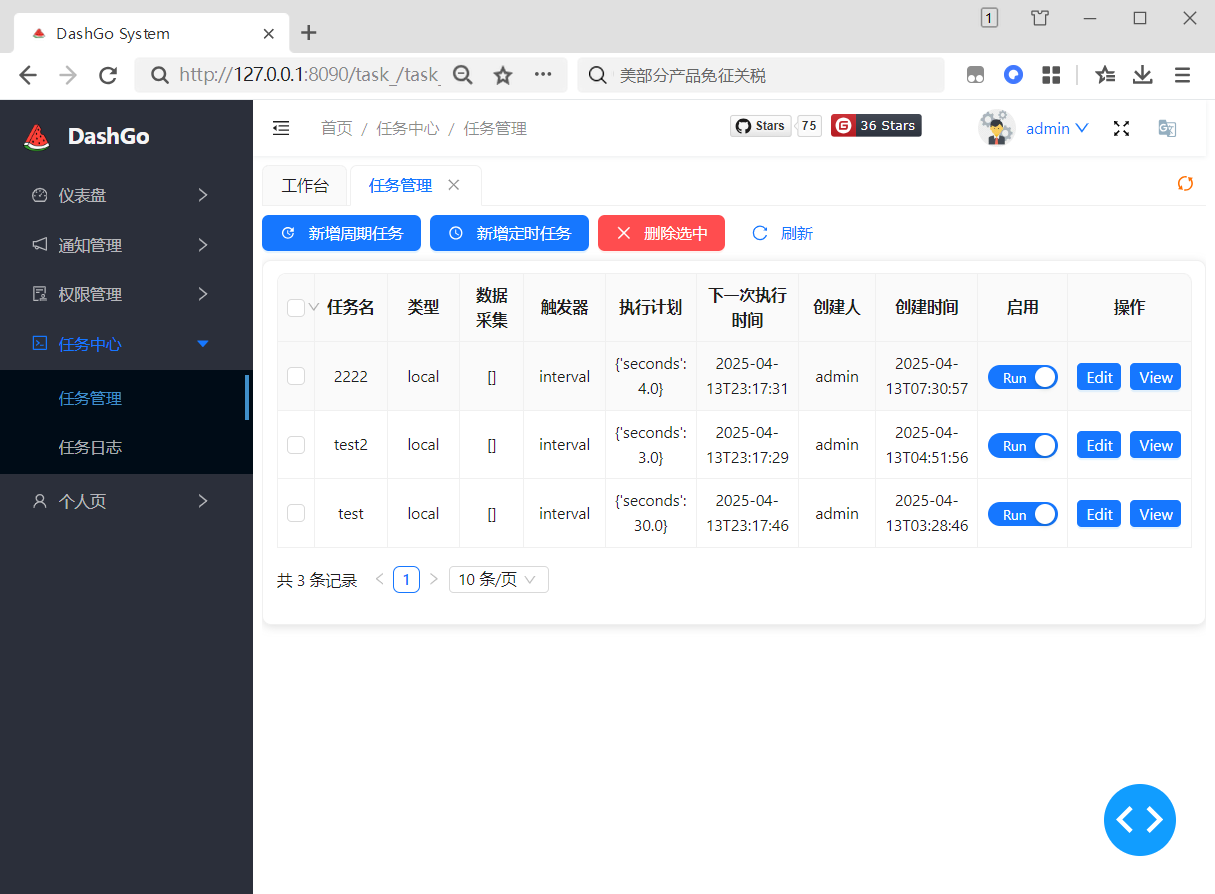 DashGo System
1
http://127.0.0.1:8090/task_/task_
美部分产品免征关税
DashGo
首页 / 任务中心 / 任务管理
Stars 75
G 36 Stars
admin
仪表盘
通知管理
权限管理
任务中心
任务管理
任务日志
个人页
工作台 任务管理
新增周期任务 新增定时任务 删除选中 刷新
任务名 类型 数据采集 触发器 执行计划 下一次执行时间 创建人 创建时间 启用 操作
2222 local [] interval {'seconds': 4.0} 2025-04-13T23:17:31 admin 2025-04-13T07:30:57 Run Edit View
test2 local [] interval {'seconds': 3.0} 2025-04-13T23:17:29 admin 2025-04-13T04:51:56 Run Edit View
test local [] interval {'seconds': 30.0} 2025-04-13T23:17:46 admin 2025-04-13T03:28:46 Run Edit View
共 3 条记录 1 10 条/页